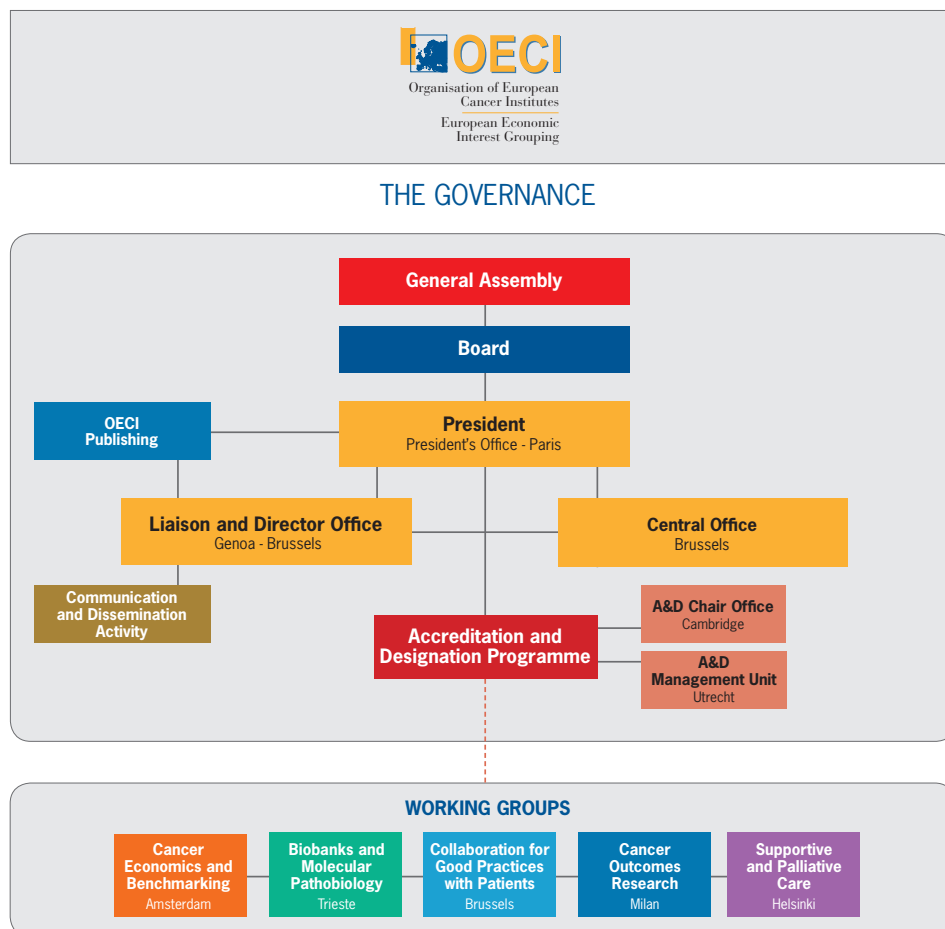 OECI
Organisation of European
Cancer Institutes
European Economic
Interest Grouping
THE GOVERNANCE
General Assembly
Board
OECI
Publishing
President
President's Office - Paris
Liaison and Director Office
Genoa - Brussels
Central Office
Brussels
Communication
and Dissemination
Activity
Accreditation and
Designation Programme
A&D Chair Office
Cambridge
A&D
Management Unit
Utrecht
WORKING GROUPS
Cancer
Economics and
Benchmarking
Amsterdam
Biobanks and
Molecular
Pathobiology
Trieste
Collaboration for
Good Practices
with Patients
Brussels
Cancer
Outcomes
Research
Milan
Supportive
and Palliative
Care
Helsinki